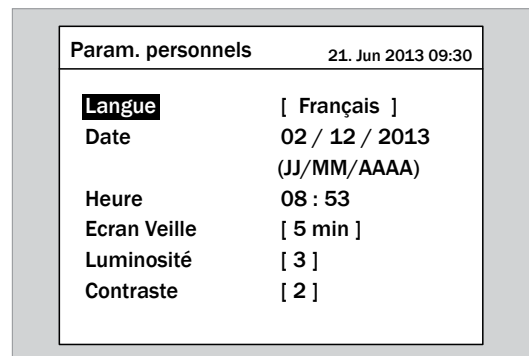 Param. personnels 21. Jun 2013 09:30
Langue [ Français ]
Date 02 / 12 / 2013
(JJ/MM/AAAA)
Heure 08 : 53
Ecran Veille [ 5 min ]
Luminosité [ 3 ]
Contraste [ 2 ]